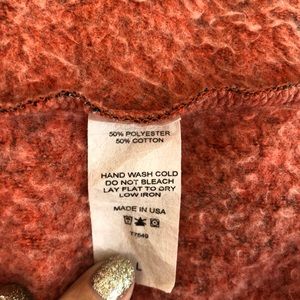 50% POLYESTER
50% COTTON
HAND WASH COLD
DO NOT BLEACH
LAY FLAT TO DRY
LOW IRON
MADE IN USA
L